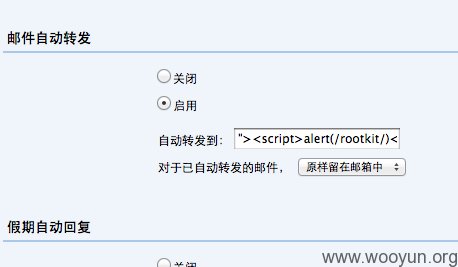 邮件自动转发
关闭
启用
自动转发到： "><script>alert(/rootkit/)<
对于已自动转发的邮件， 原样留在邮箱中
假期自动回复
关闭
www.wooyun.org